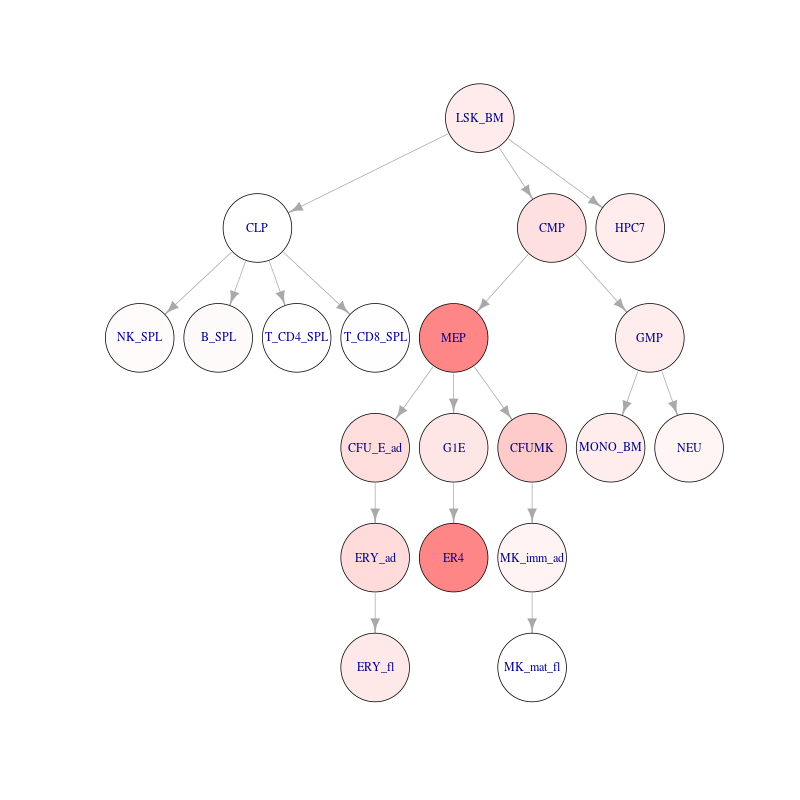 LSK_BM
CLP
CMP
HPC7
NK_SPL
B_SPL
T_CD4_SPL
T_CD8_SPL
MEP
GMP
CFU_E_ad
G1E
CFUMK
MONO_BM
NEU
ERY_ad
ER4
MK_imm_ad
ERY_fl
MK_mat_fl